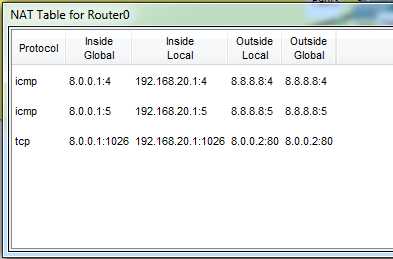 NAT Table for Router0
Protocol Inside Global Inside Local Outside Local Outside Global
icmp 8.0.0.1:4 192.168.20.1:4 8.8.8.8:4 8.8.8.8:4
icmp 8.0.0.1:5 192.168.20.1:5 8.8.8.8:5 8.8.8.8:5
tcp 8.0.0.1:1026 192.168.20.1:1026 8.0.0.2:80 8.0.0.2:80